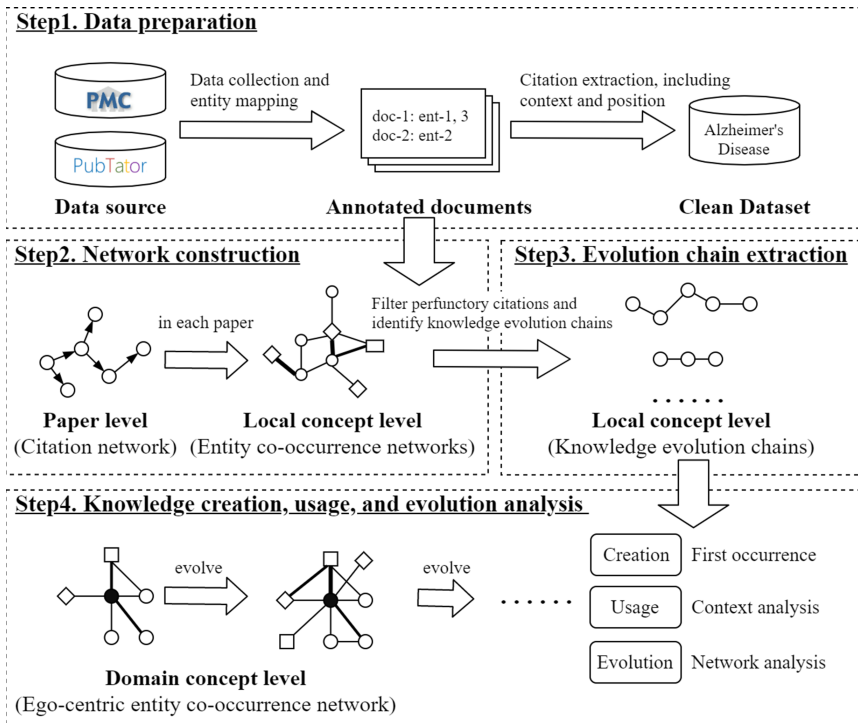 Step1. Data preparation
PMC
PubTator
Data source
Data collection and
entity mapping
doc-1: ent-1, 3
doc-2: ent-2
Annotated documents
Citation extraction, including
context and position
Alzheimer's
Disease
Clean Dataset
Step2. Network construction
in each paper
Paper level
(Citation network)
Local concept level
(Entity co-occurrence networks)
Filter perfunctory citations and
identify knowledge evolution chains
Step3. Evolution chain extraction
......
Local concept level
(Knowledge evolution chains)
Step4. Knowledge creation, usage, and evolution analysis
evolve
evolve
......
Domain concept level
(Ego-centric entity co-occurrence network)
Creation First occurrence
Usage Context analysis
Evolution Network analysis